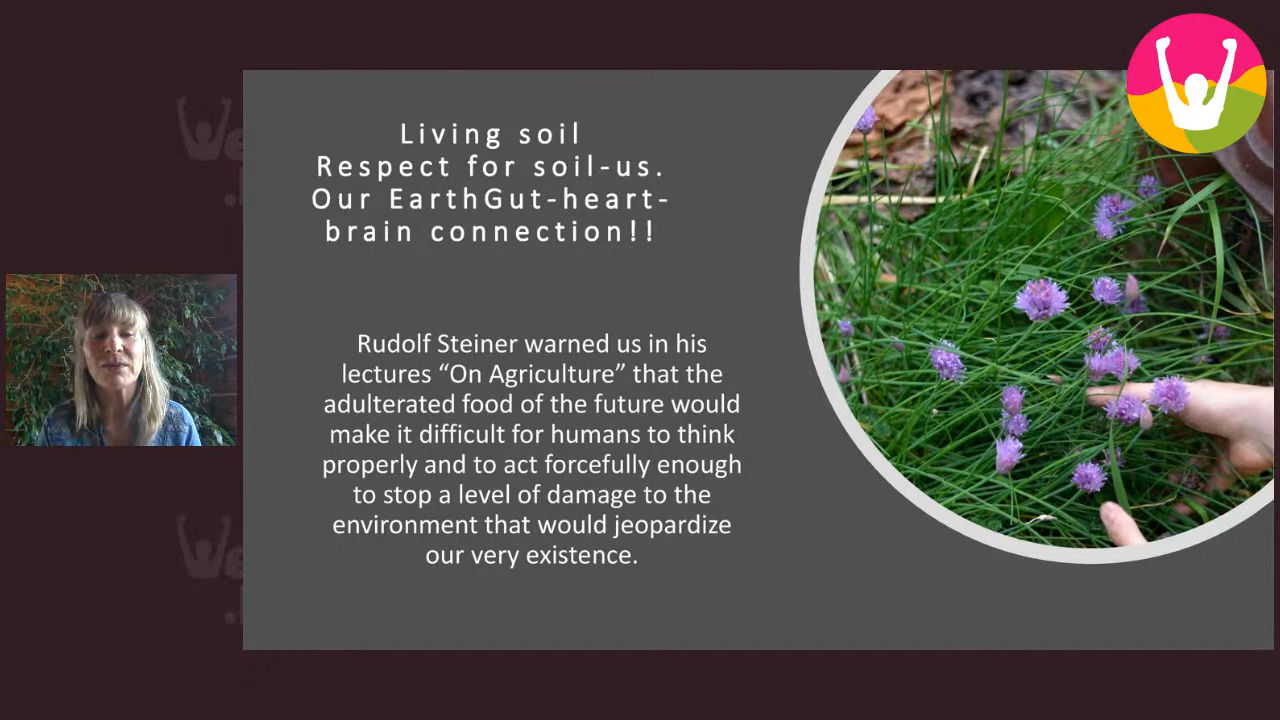 Living soil
Respect for soil-us.
Our EarthGut-heart-
brain connection!!
Rudolf Steiner warned us in his
lectures “On Agriculture” that the
adulterated food of the future would
make it difficult for humans to think
properly and to act forcefully enough
to stop a level of damage to the
environment that would jeopardize
our very existence.